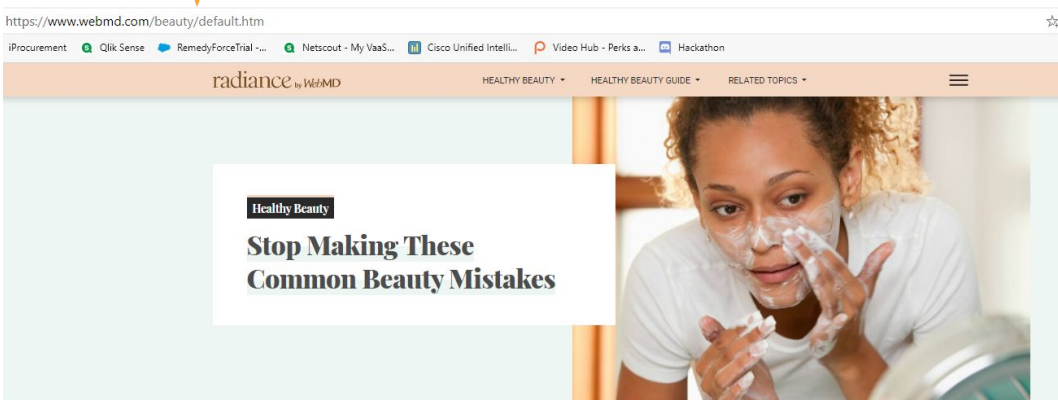 https://www.webmd.com/beauty/default.htm
iProcurement Qlik Sense RemedyForceTrial -... Netscout - My VaaS... Cisco Unified Intelli... Video Hub - Perks a... Hackathon
radiance by WebMD HEALTHY BEAUTY HEALTHY BEAUTY GUIDE RELATED TOPICS
Healthy Beauty
Stop Making These
Common Beauty Mistakes